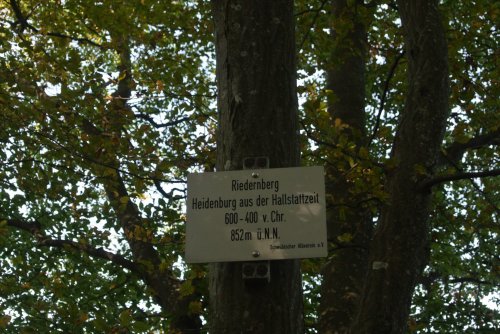 Riedernberg
Heidenburg aus der Hallstattzeit
600-400 v. Chr.
852m ü.N.N.
Schwäbischer Albverein e.V